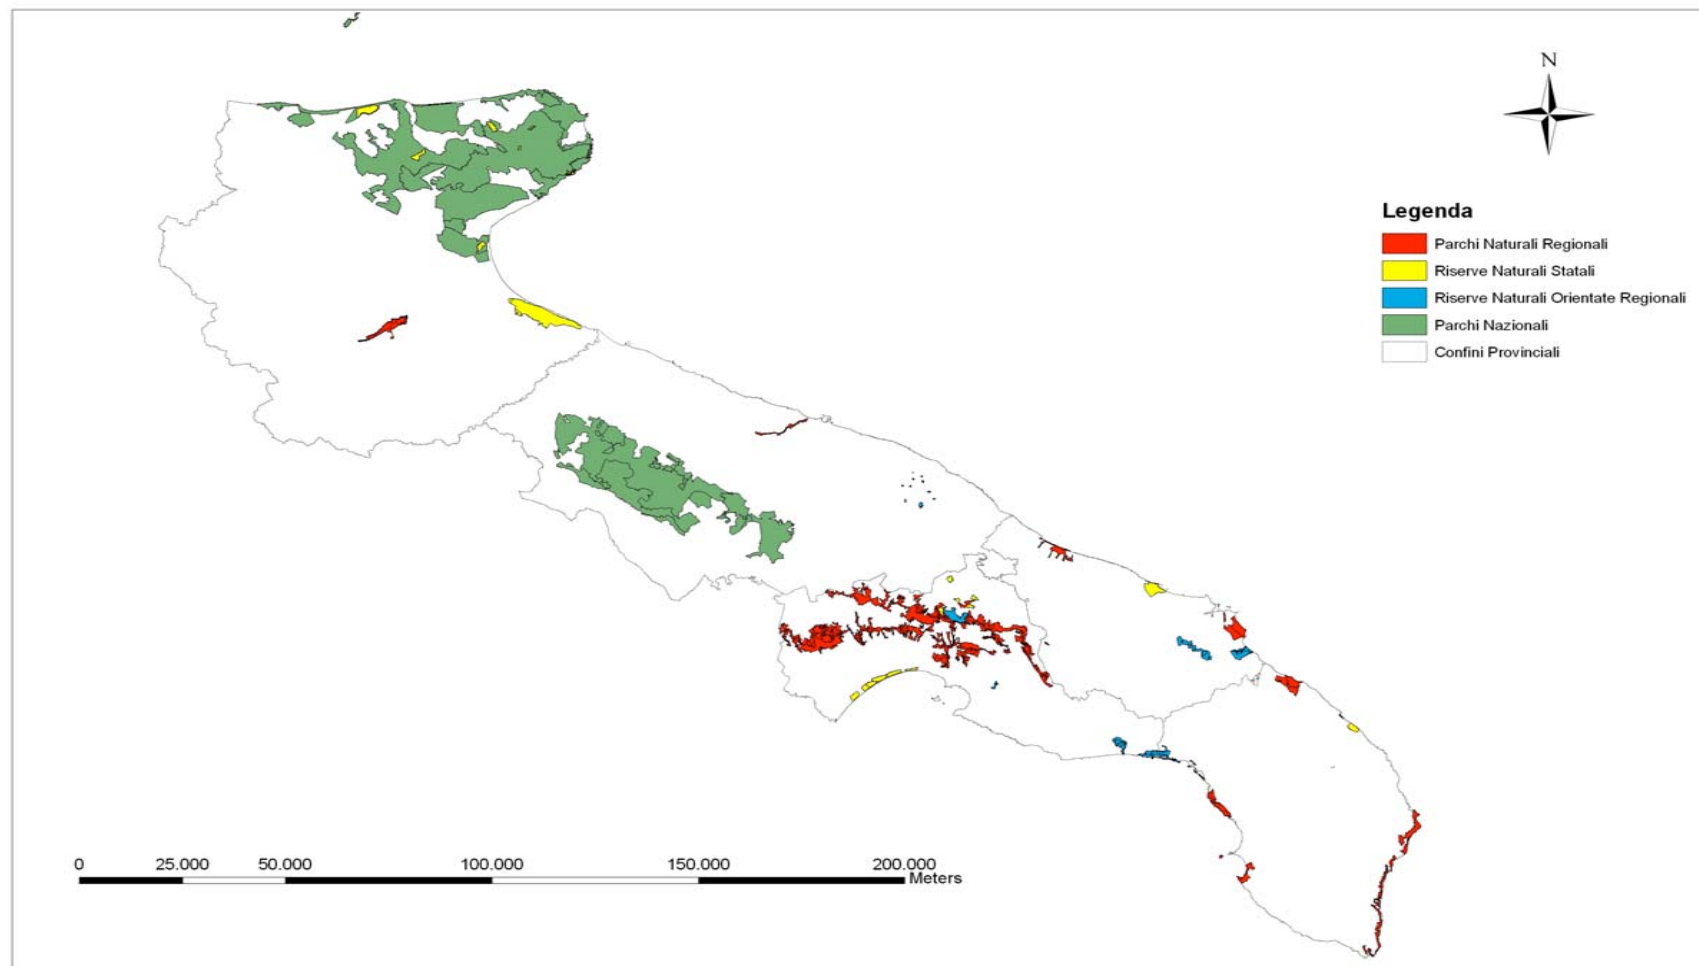 N
Legenda
Parchi Naturali Regionali
Riserve Naturali Statali
Riserve Naturali Orientate Regionali
Parchi Nazionali
Confini Provinciali
0 25.000 50.000 100.000 150.000 200.000
Meters